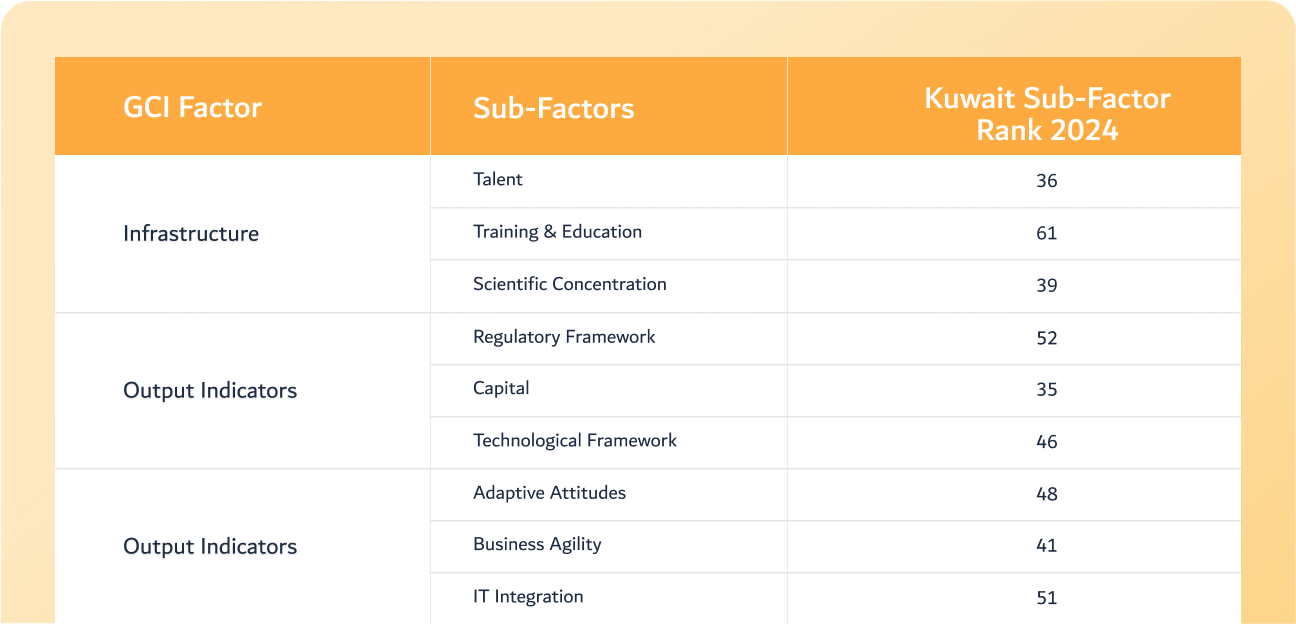 GCI Factor
Sub-Factors
Kuwait Sub-Factor
Rank 2024
Infrastructure
Talent
36
Training & Education
61
Scientific Concentration
39
Output Indicators
Regulatory Framework
52
Capital
35
Technological Framework
46
Output Indicators
Adaptive Attitudes
48
Business Agility
41
IT Integration
51